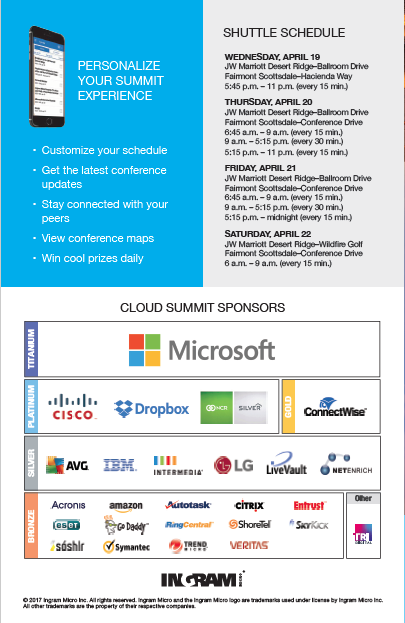 PERSONALIZE
YOUR SUMMIT
EXPERIENCE
· Customize your schedule
· Get the latest conference
updates
· Stay connected with your
peers
· View conference maps
· Win cool prizes daily
SHUTTLE SCHEDULE
WEDNESDAY, APRIL 19
JW Marriott Desert Ridge–Ballroom Drive
Fairmont Scottsdale–Hacienda Way
5:45 p.m. – 11 p.m. (every 15 min.)
THURSDAY, APRIL 20
JW Marriott Desert Ridge–Ballroom Drive
Fairmont Scottsdale–Conference Drive
6:45 a.m. – 9 a.m. (every 15 min.)
9 a.m. – 5:15 p.m. (every 30 min.)
5:15 p.m. – 11 p.m. (every 15 min.)
FRIDAY, APRIL 21
JW Marriott Desert Ridge–Ballroom Drive
Fairmont Scottsdale–Conference Drive
6:45 a.m. – 9 a.m. (every 15 min.)
9 a.m. – 5:15 p.m. (every 30 min.)
5:15 p.m. – midnight (every 15 min.)
SATURDAY, APRIL 22
JW Marriott Desert Ridge–Wildfire Golf
Fairmont Scottsdale–Conference Drive
6 a.m. – 9 a.m. (every 15 min.)
CLOUD SUMMIT SPONSORS
TITANIUM
Microsoft
PLATINUM
CISCO Dropbox SILVER
GOLD
ConnectWise
SILVER
AVG IBM INTERMEDIA LG LiveVault NETENRICH
BRONZE
Acronis amazon Autotask CITRIX Entrust
eset Go Daddy RingCentral ShoreTel SKYKICK
sóshir Symantec TREND MICRO VERITAS
Other
DIGITAL
INGRAM MICRO
© 2017 Ingram Micro Inc. All rights reserved. Ingram Micro and the Ingram Micro logo are trademarks used under license by Ingram Micro Inc.
All other trademarks are the property of their respective companies.